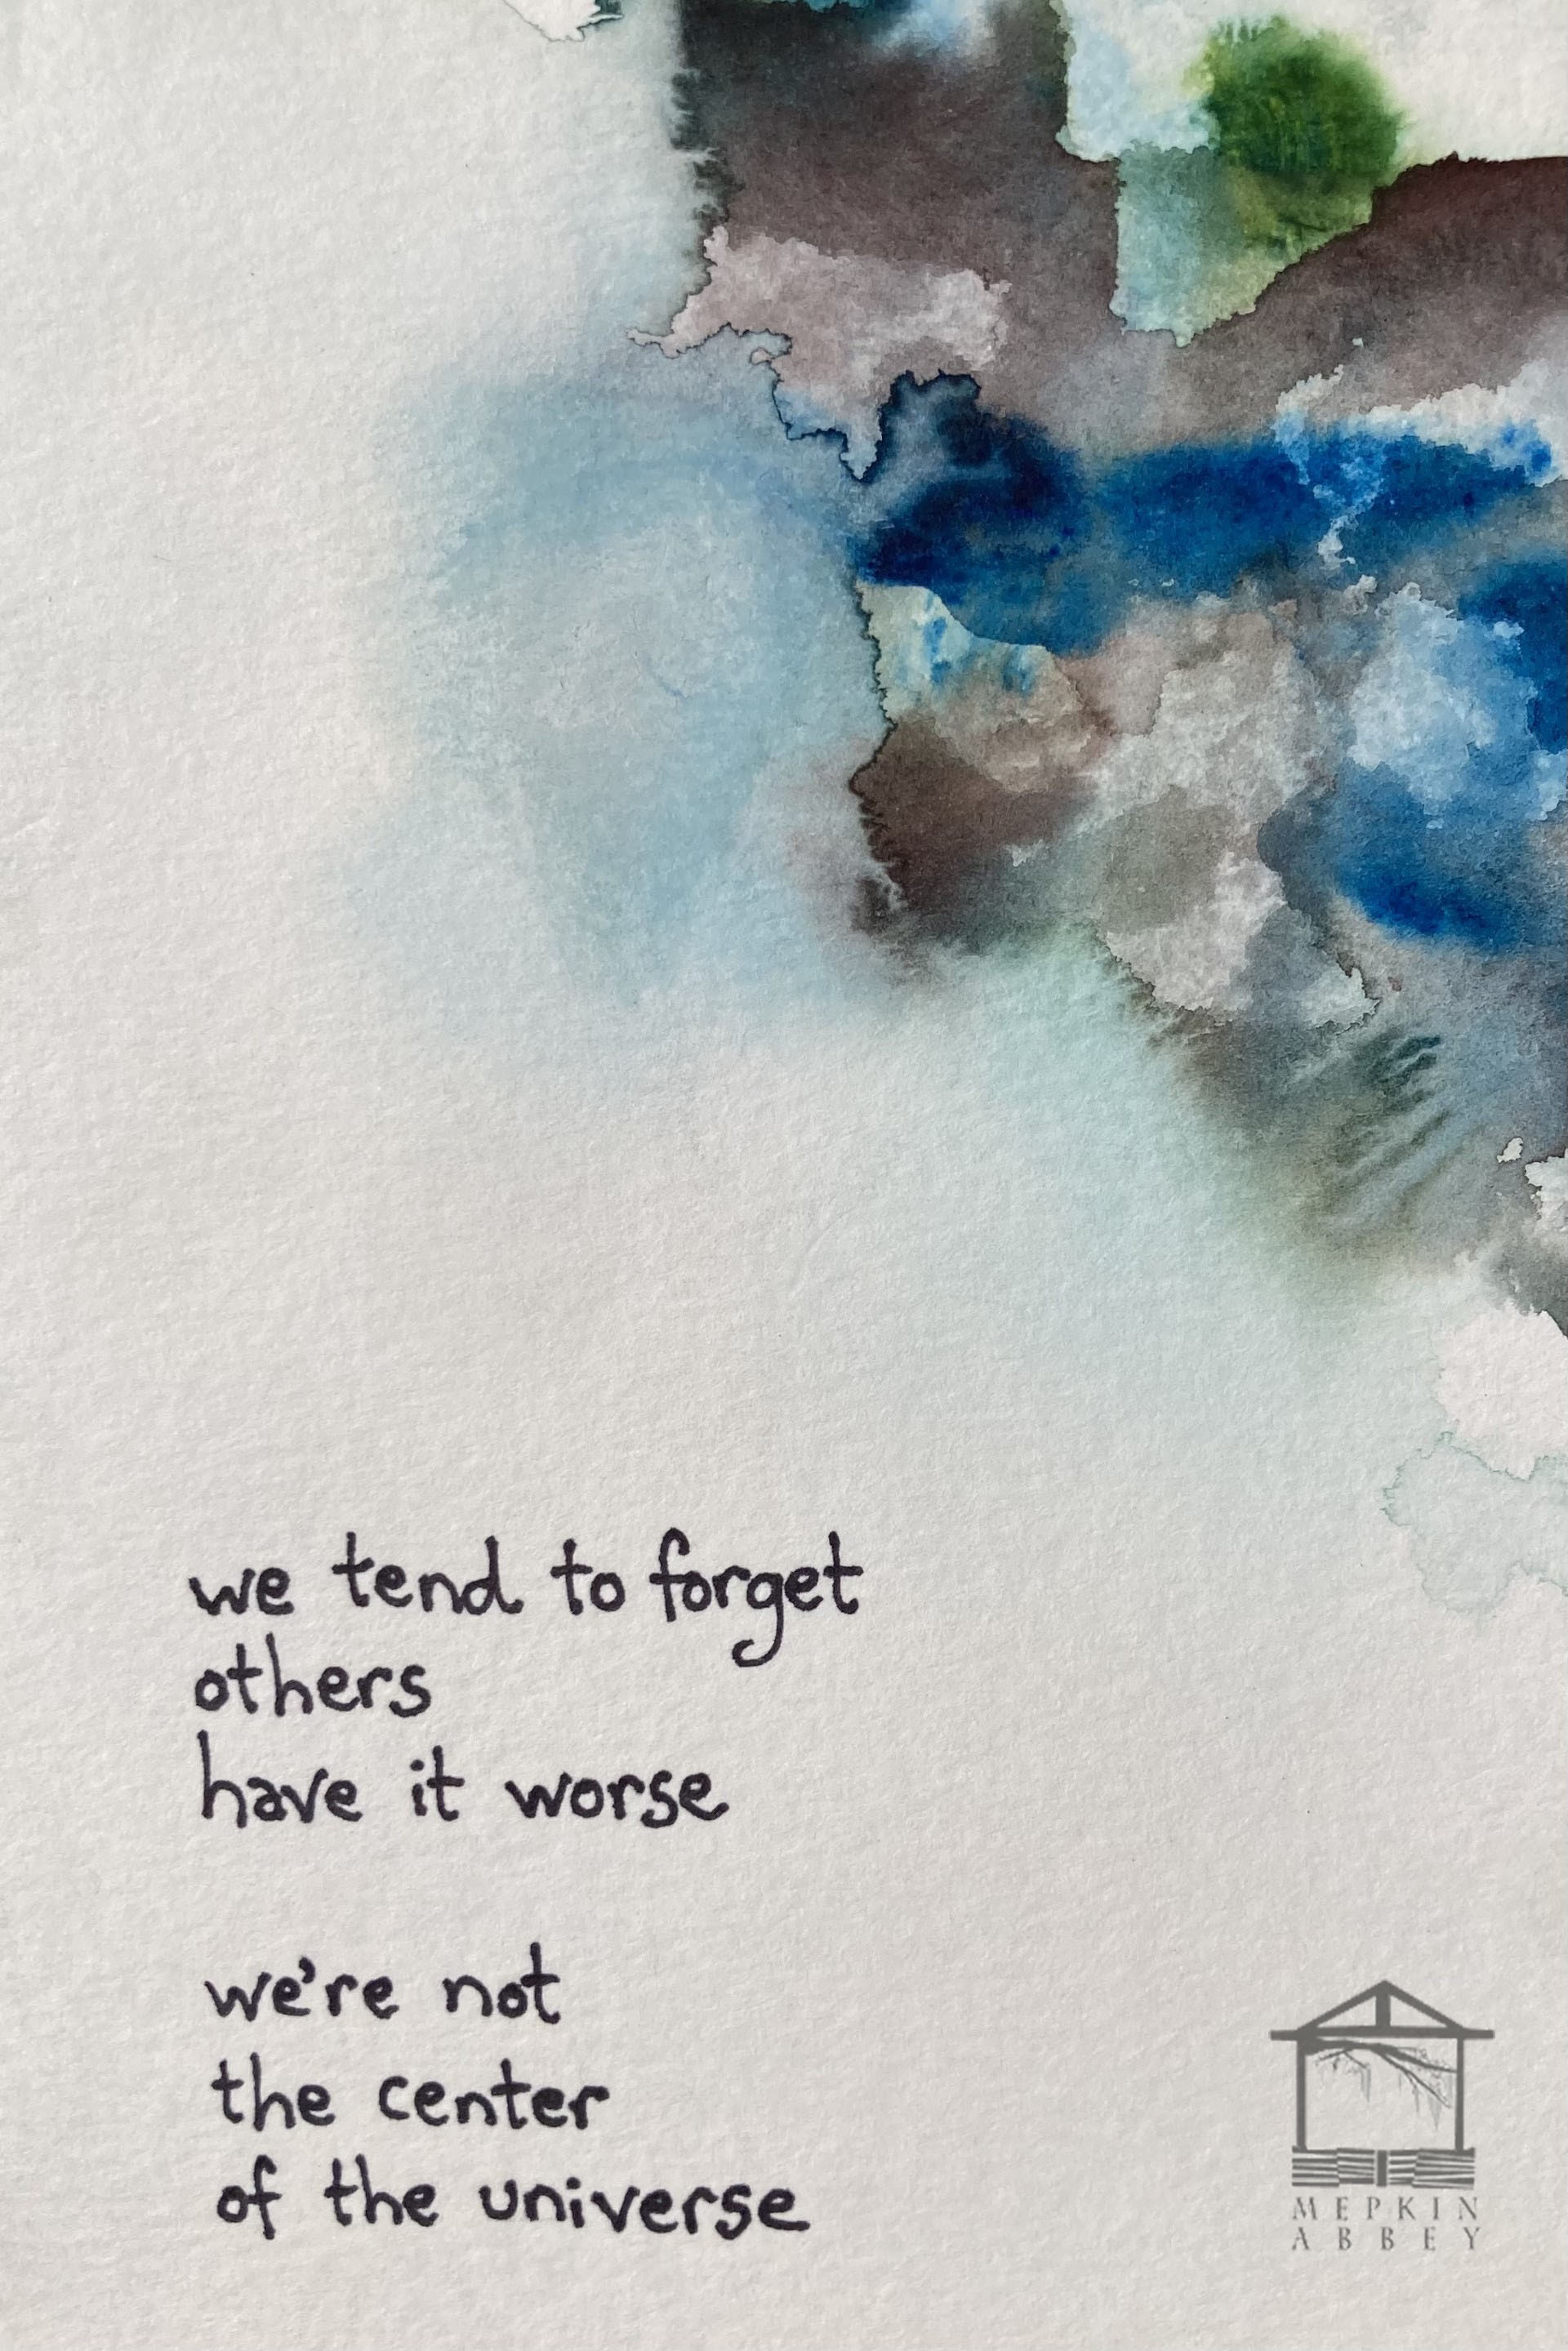 we tend to forget
others
have it worse
we're not
the center
of the universe
MEPKIN
ABBEY